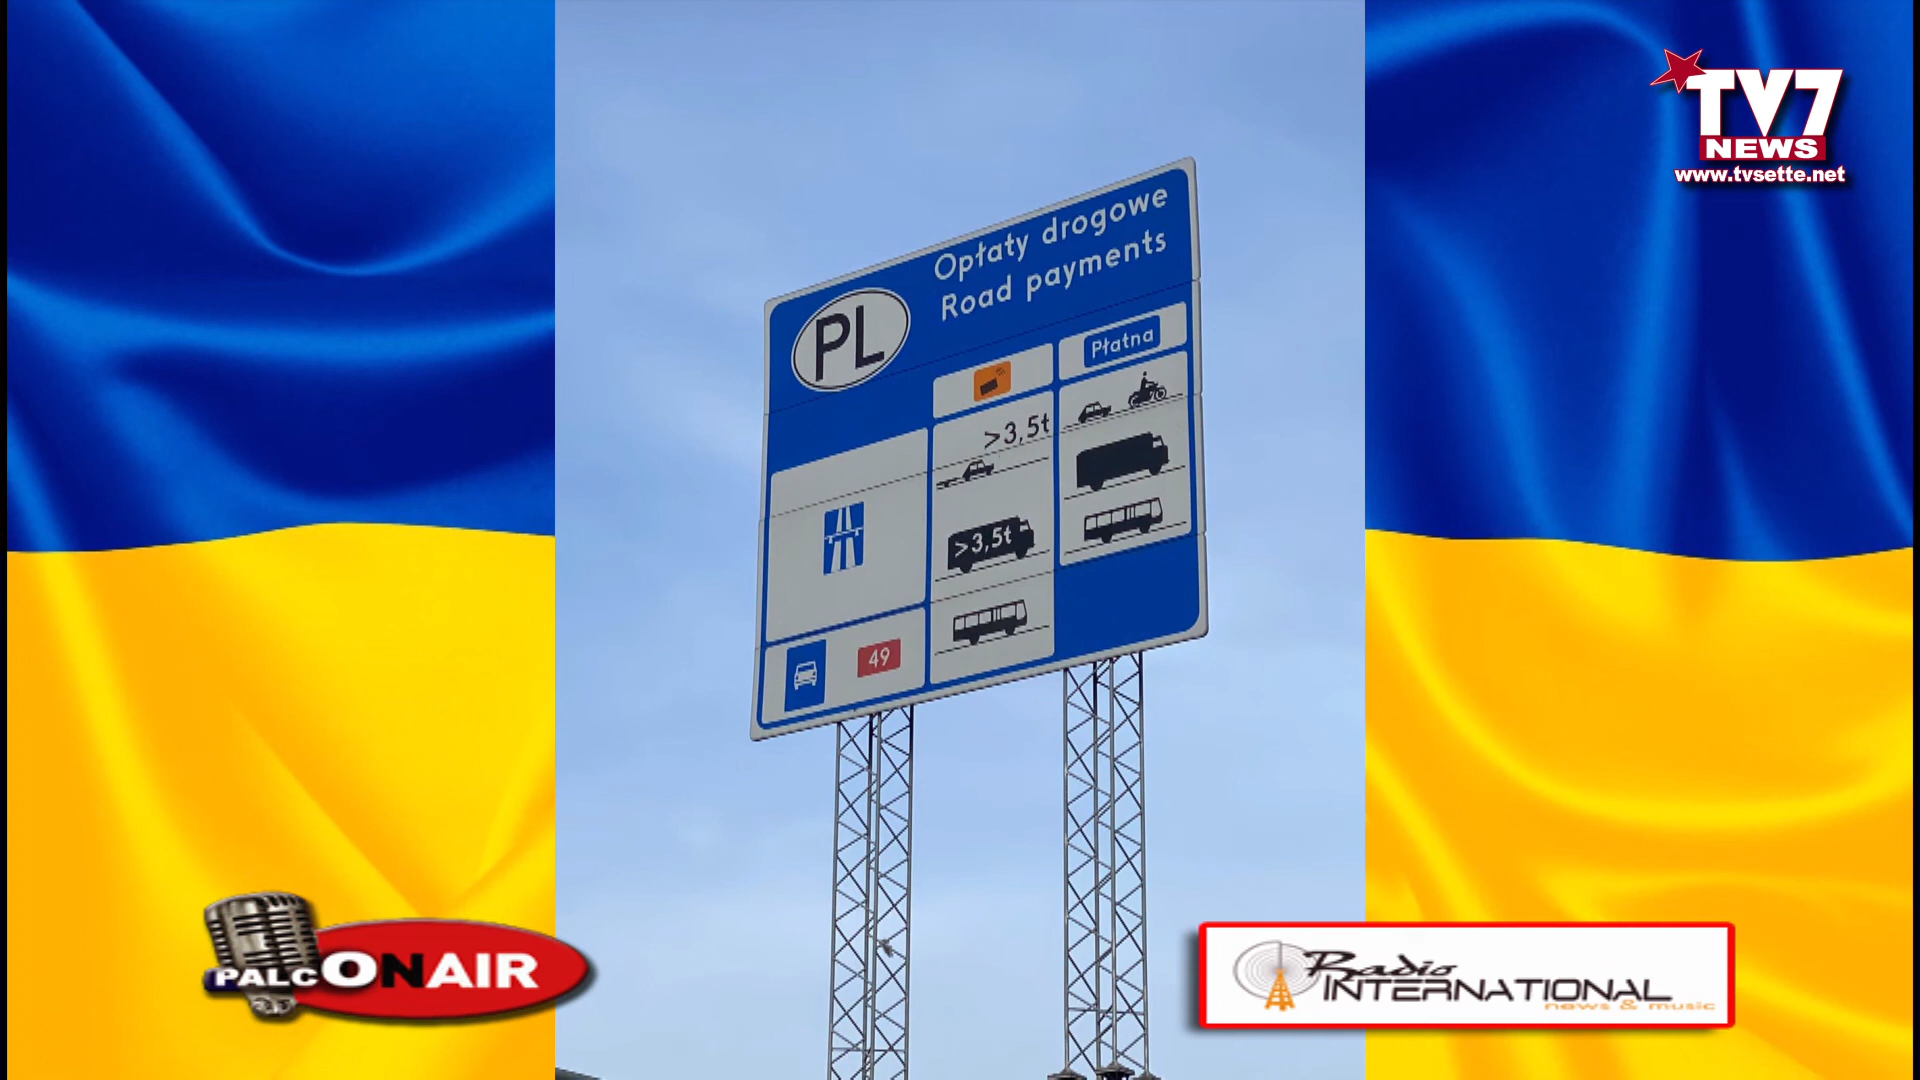 TV7
NEWS
www.tvsette.net
Opłaty drogowe
Road payments
PL
Płatna
>3,5t
>3,5t
49
PALCONAIR
Radio
INTERNATIONAL
news & music